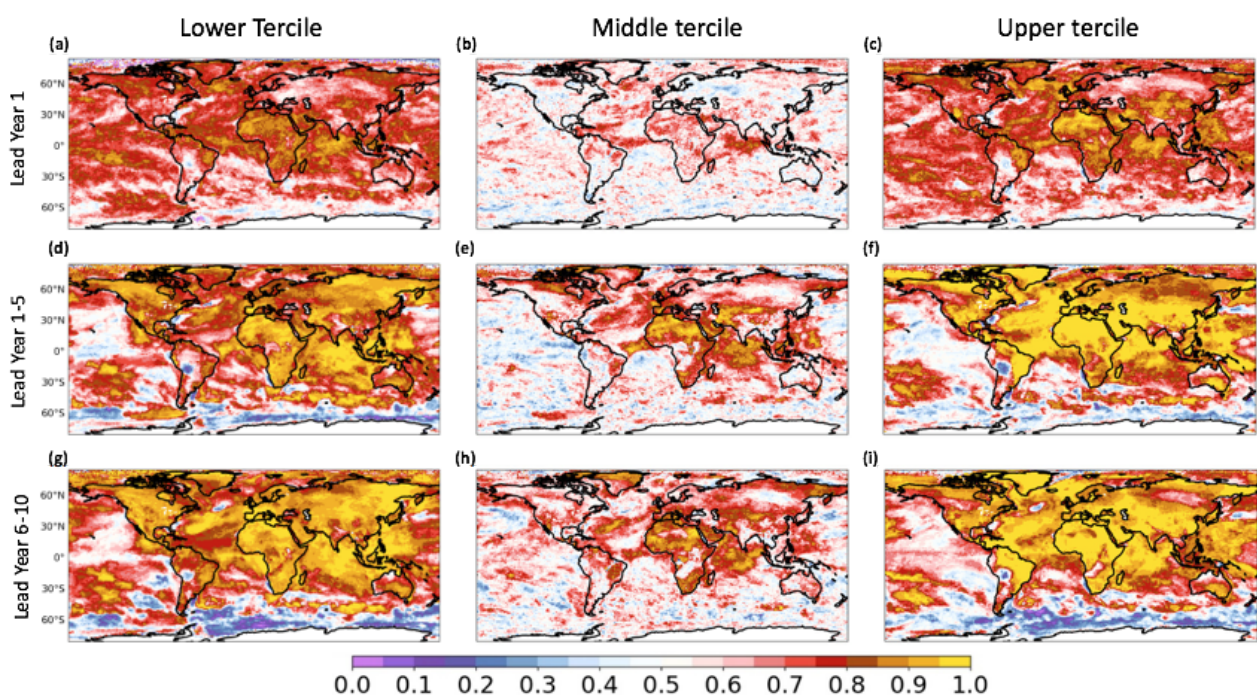 Lower Tercile Middle tercile Upper tercile
(a) (b) (c)
Lead Year 1
60°N
30°N
0°
30°S
60°S
(d) (e) (f)
Lead Year 1-5
60°N
30°N
0°
30°S
60°S
(g) (h) (i)
Lead Year 6-10
60°N
30°N
0°
30°S
60°S
0.0 0.1 0.2 0.3 0.4 0.5 0.6 0.7 0.8 0.9 1.0